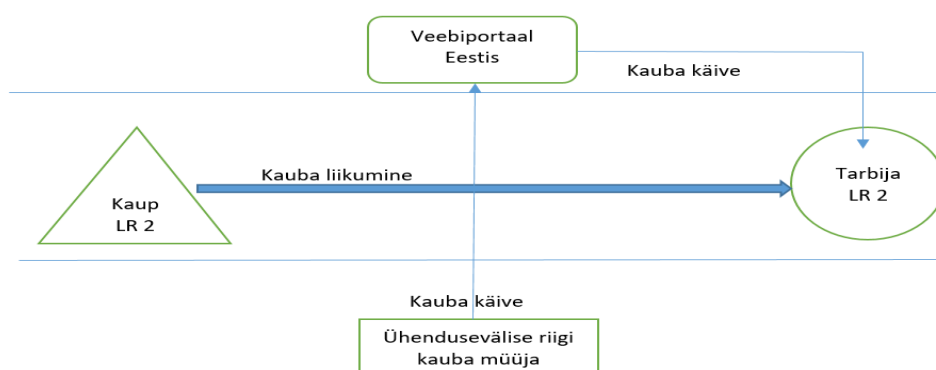 Veebiportaal
Eestis
Kauba käive
Kauba liikumine
Kaup
LR 2
Tarbija
LR 2
Kauba käive
Ühendusevälise riigi
kauba müüja